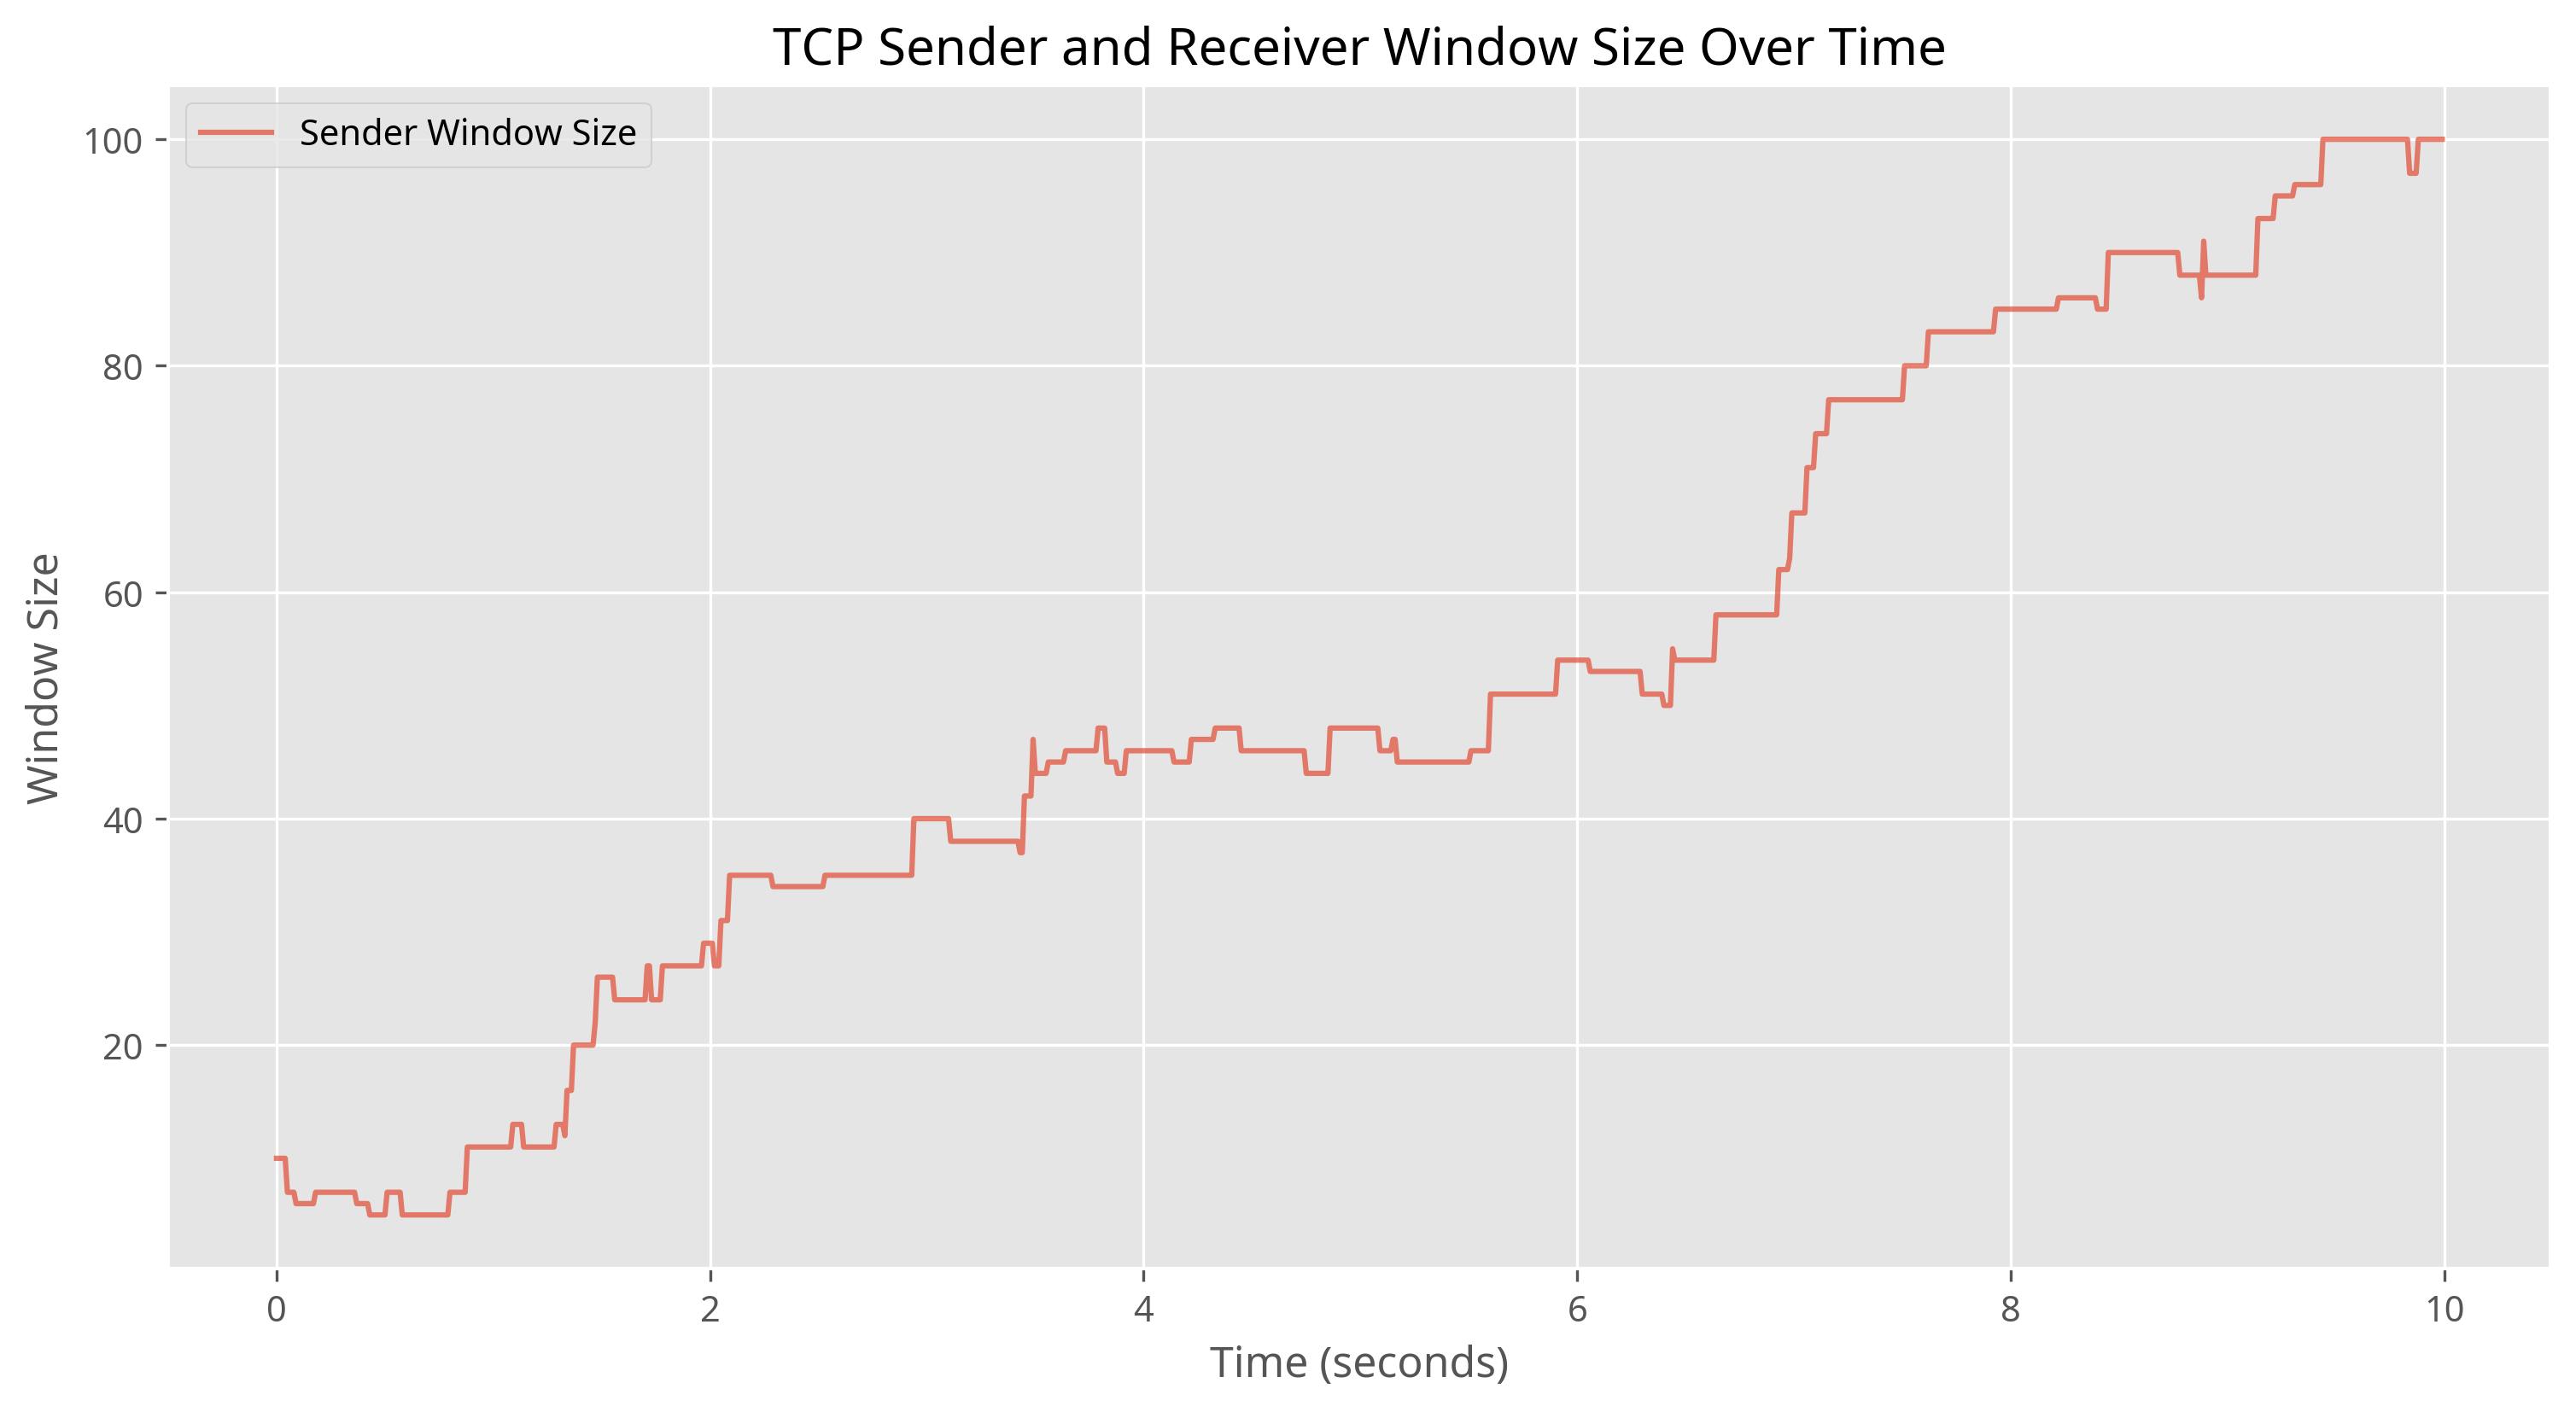 TCP Sender and Receiver Window Size Over Time
Sender Window Size
100
80
60
40
20
Window Size
0 2 4 6 8 10
Time (seconds)